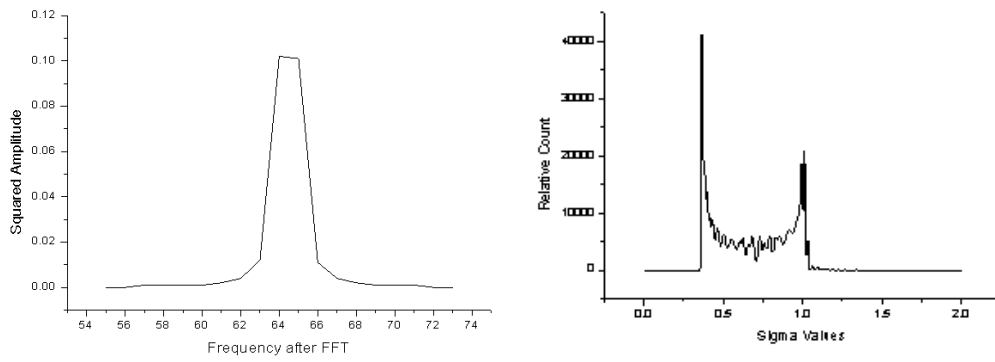 0.12
0.10
0.08
0.06
0.04
0.02
0.00
Squared Amplitude
54 56 58 60 62 64 66 68 70 72 74
Frequency after FFT
40000
30000
20000
10000
0
Relative Count
0.0 0.5 1.0 1.5 2.0
Sigma Values